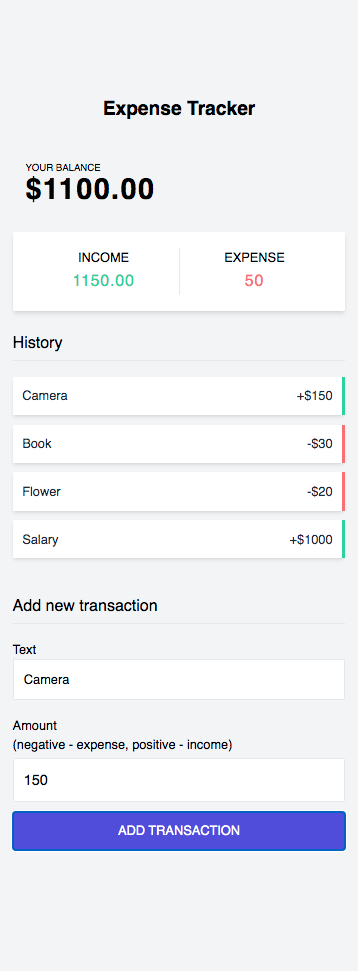 Expense Tracker
YOUR BALANCE
$1100.00
INCOME EXPENSE
1150.00 50
History
Camera +$150
Book -$30
Flower -$20
Salary +$1000
Add new transaction
Text
Camera
Amount
(negative - expense, positive - income)
150
ADD TRANSACTION